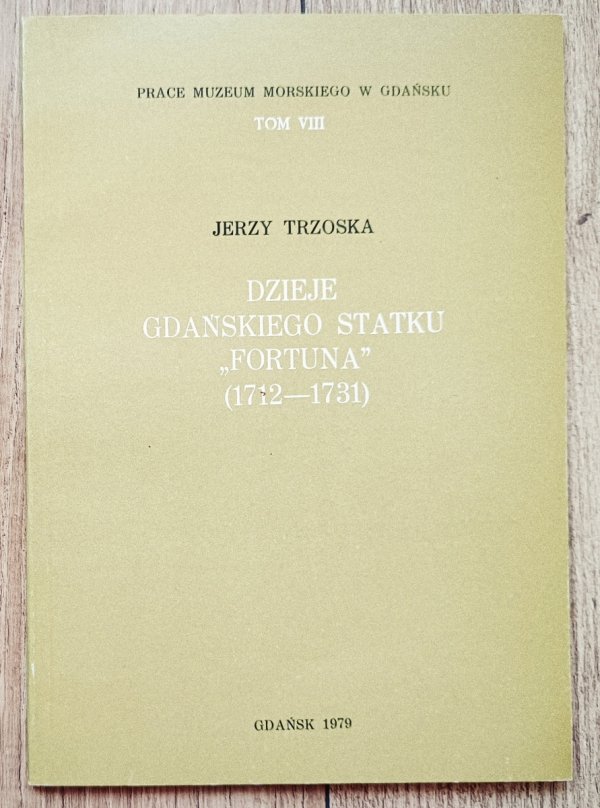 PRACE MUZEUM MORSKIEGO W GDAŃSKU
TOM VIII
JERZY TRZOSKA
DZIEJE
GDAŃSKIEGO STATKU
„FORTUNA”
(1712—1731)
GDAŃSK 1979